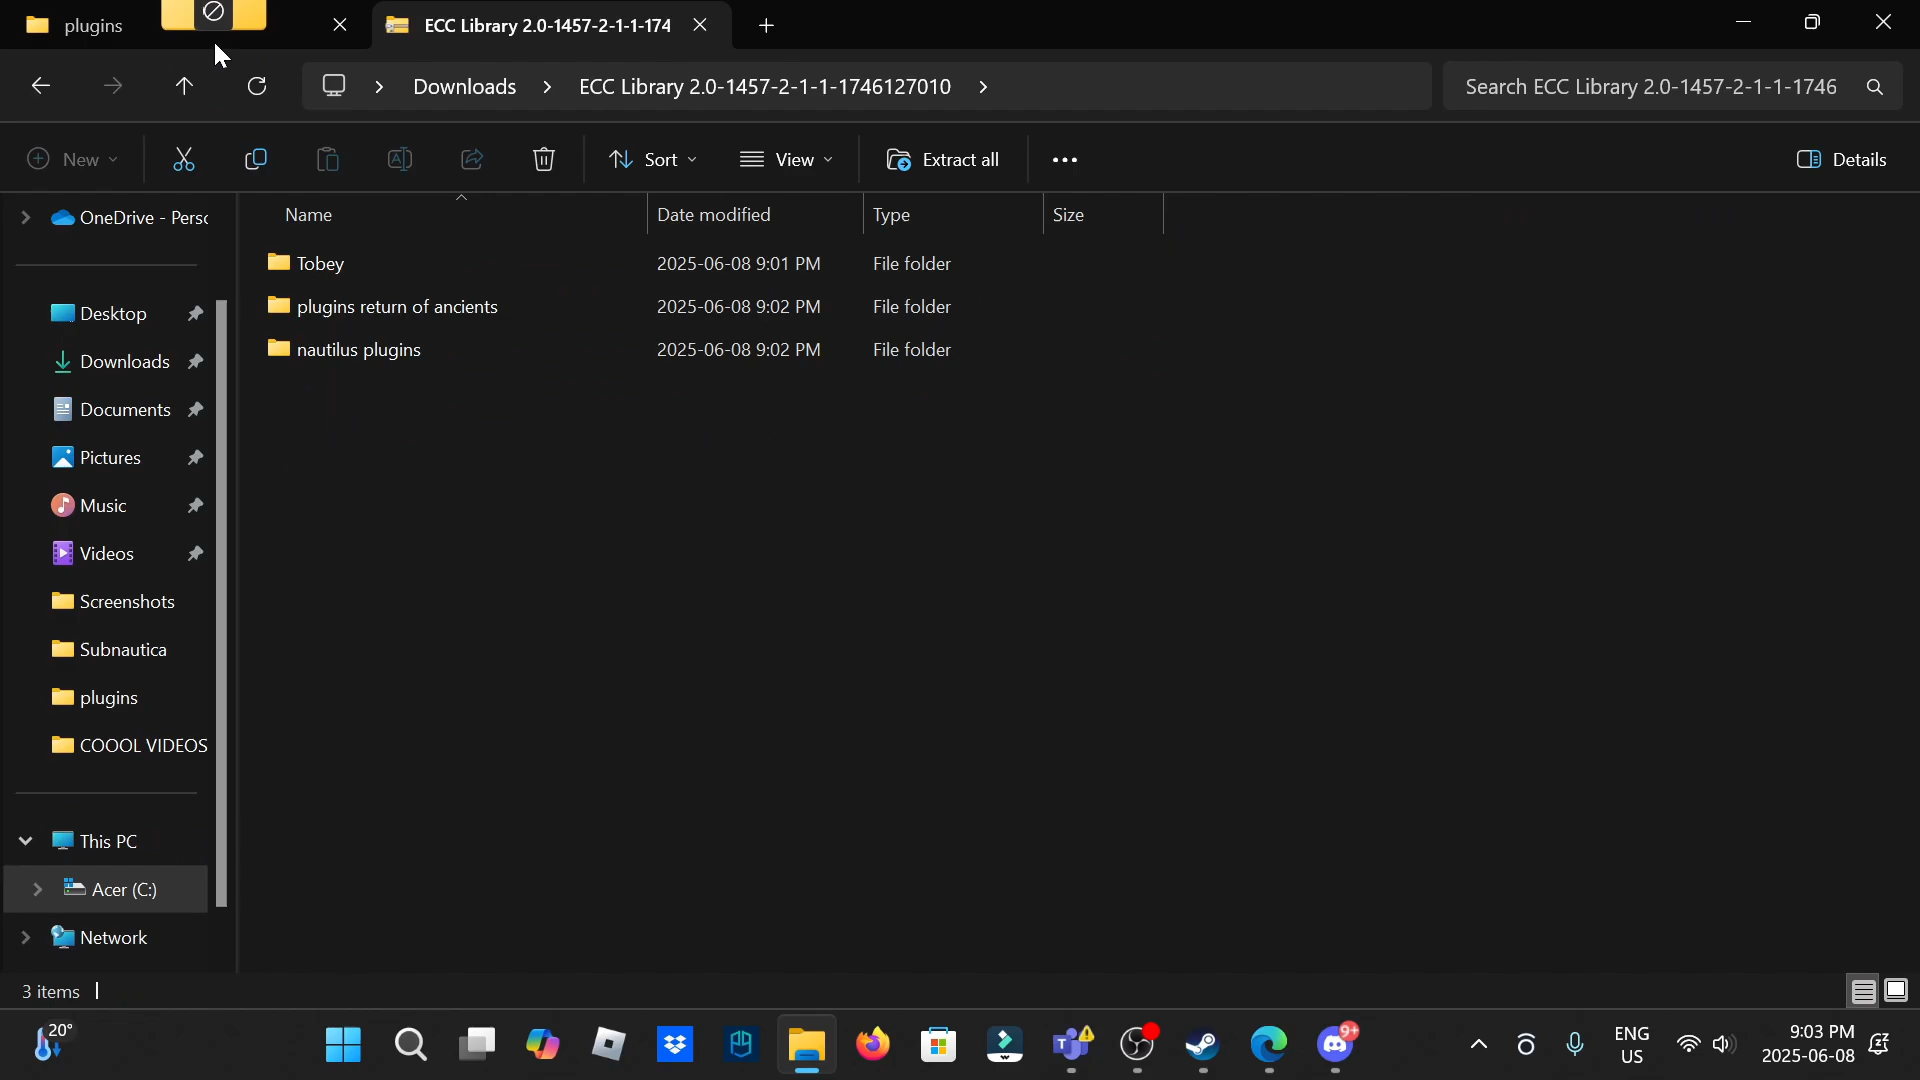 plugins
ECC Library 2.0-1457-2-1-1-174
Downloads
ECC Library 2.0-1457-2-1-1-1746127010
Search ECC Library 2.0-1457-2-1-1-1746
New
Sort
View
Extract all
Details
Name
Date modified
Type
Size
OneDrive - Perso
Tobey
2025-06-08 9:01 PM
File folder
plugins return of ancients
2025-06-08 9:02 PM
File folder
nautilus plugins
2025-06-08 9:02 PM
File folder
Desktop
Downloads
Documents
Pictures
Music
Videos
Screenshots
Subnautica
plugins
COOOL VIDEOS
This PC
Acer (C:)
Network
3 items
20°
9+
ENG
US
9:03 PM
2025-06-08